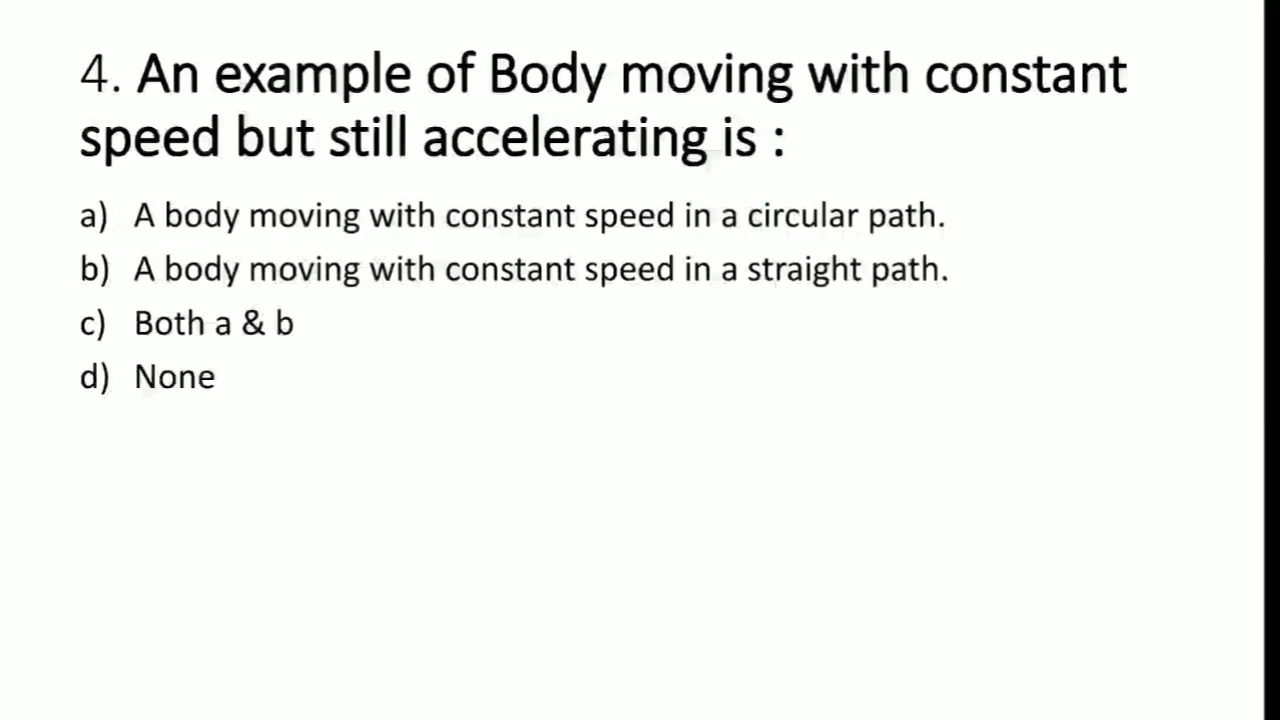 4. An example of Body moving with constant
speed but still accelerating is :
a) A body moving with constant speed in a circular path.
b) A body moving with constant speed in a straight path.
c) Both a & b
d) None